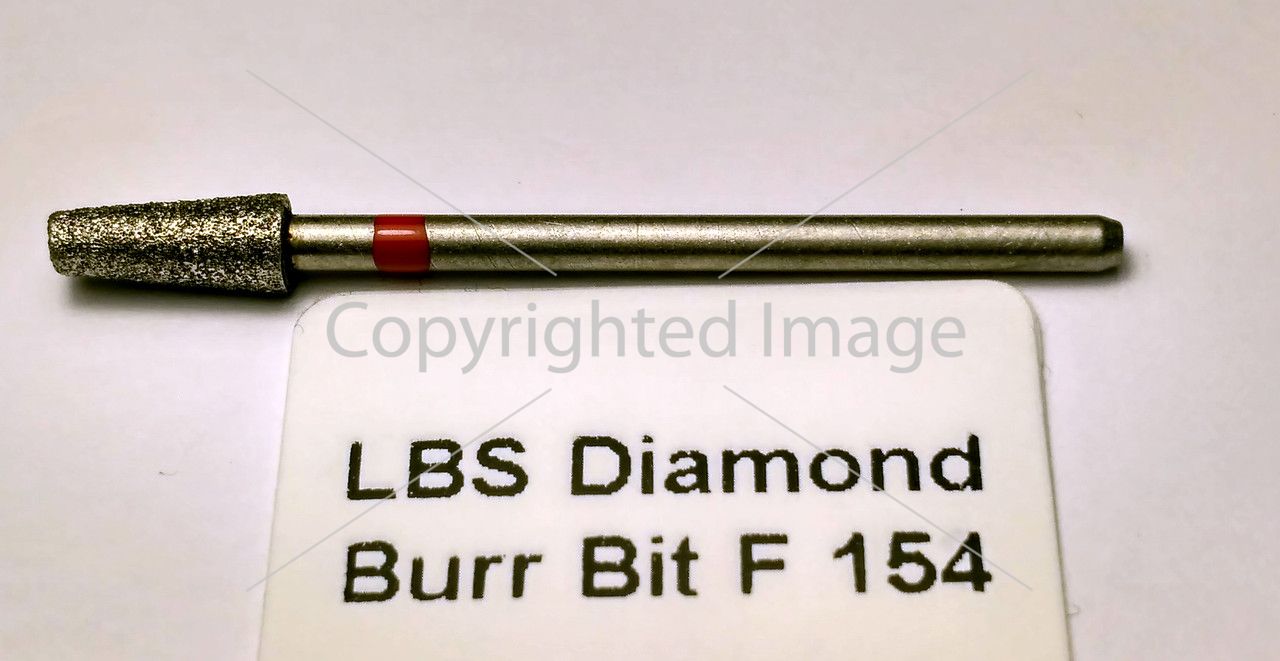 Copyrighted Image
LBS Diamond
Burr Bit F 154